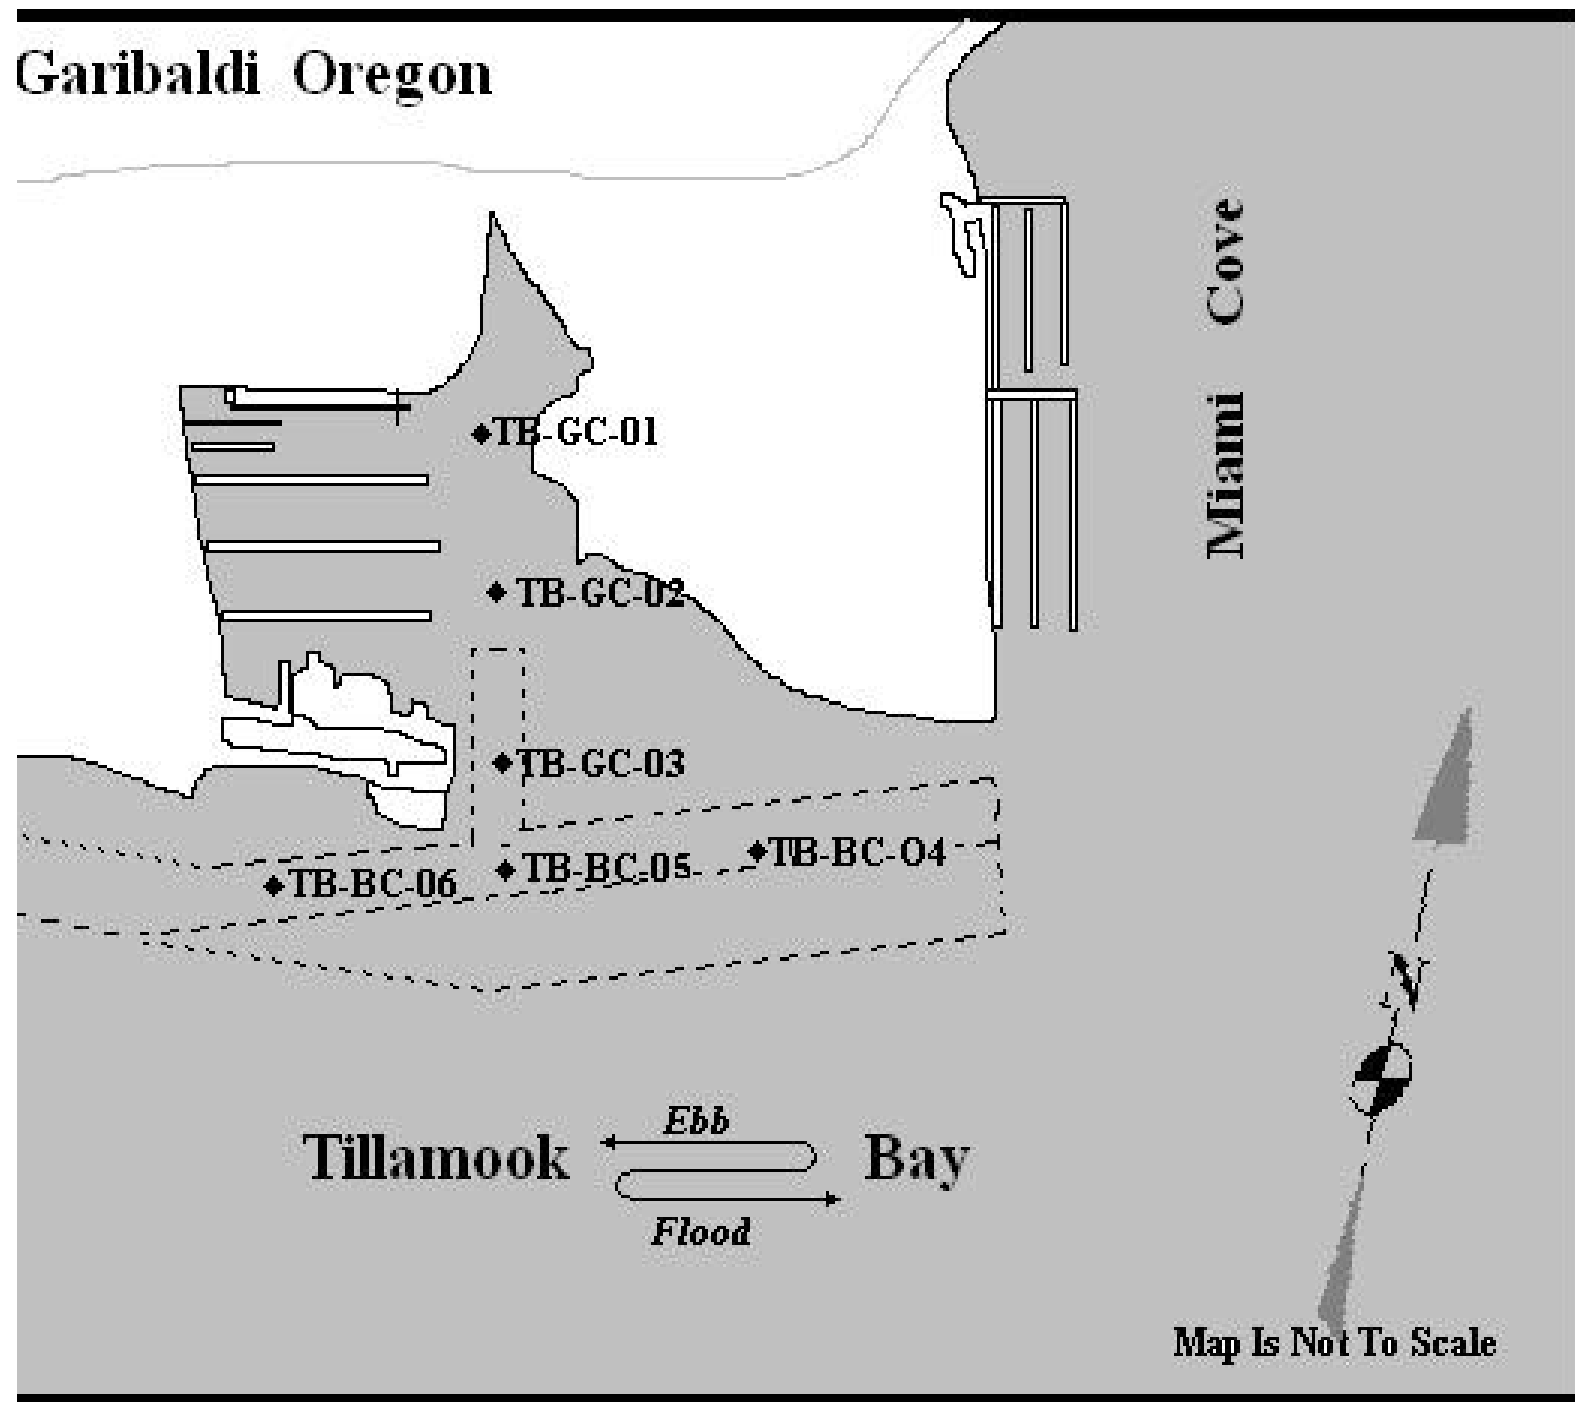 Garibaldi Oregon
Miami Cove
TB-GC-01
TB-GC-02
TB-GC-03
TB-BC-O4
TB-BC-05
TB-BC-06
N
Ebb
Tillamook Bay
Flood
Map Is Not To Scale